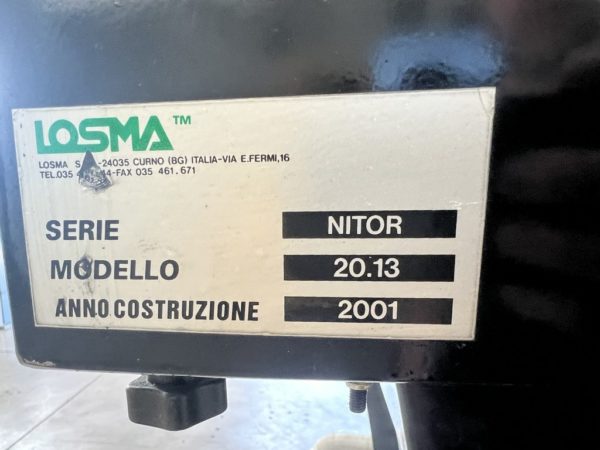 LOSMA™
LOSMA S -24035 CURNO (BG) ITALIA-VIA E.FERMI,16
TEL.035 -FAX 035 461.671
SERIE NITOR
MODELLO 20.13
ANNO COSTRUZIONE 2001